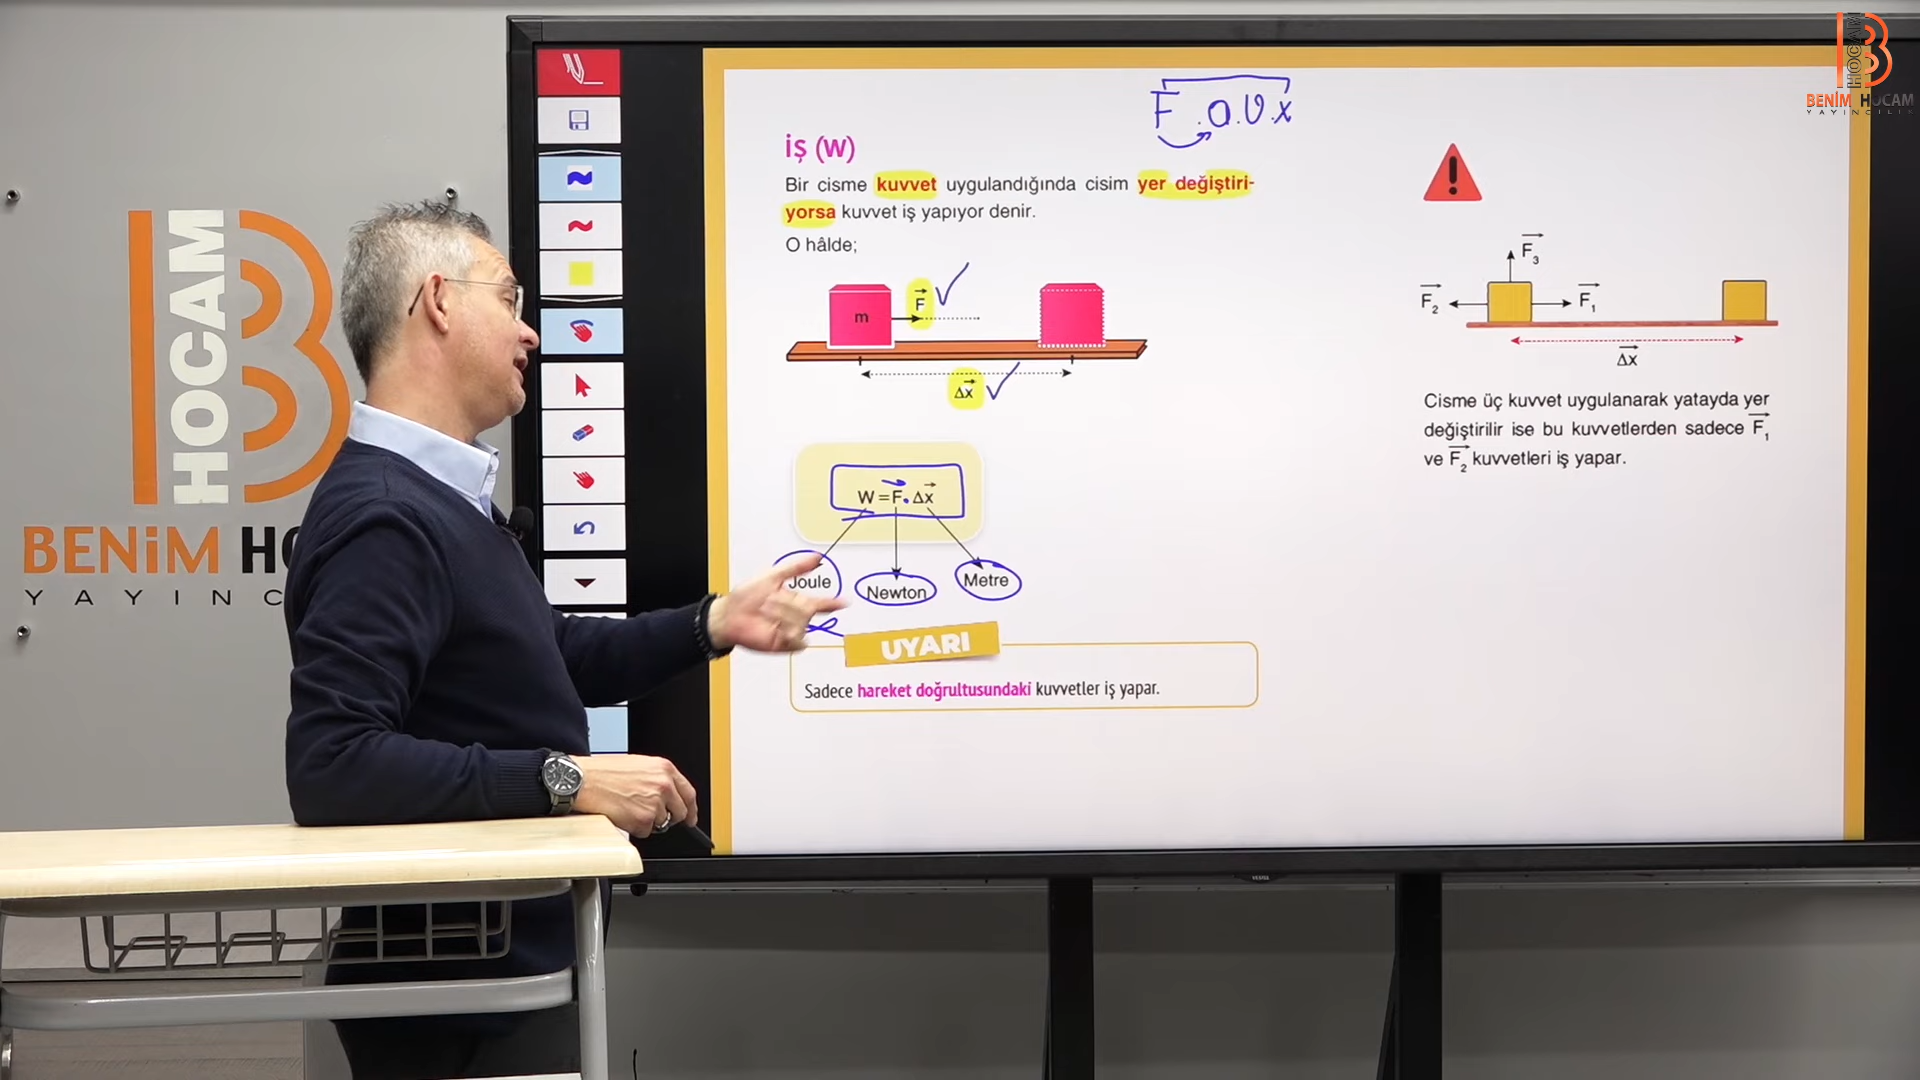 F . a . v . x
İŞ (W)
Bir cisme kuvvet uygulandığında cisim yer değiştiri-
yorsa kuvvet iş yapıyor denir.
O hâlde;
m
F
Δx
W = F . Δx
Joule
Newton
Metre
UYARI
Sadece hareket doğrultusundaki kuvvetler iş yapar.
F3
F2
F1
Δx
Cisme üç kuvvet uygulanarak yatayda yer
değiştirilir ise bu kuvvetlerden sadece F1
ve F2 kuvvetleri iş yapar.
HOCAM
BENİM HO
YAYINC
HOCAM
BENİM HOCAM
YAYINCILIK